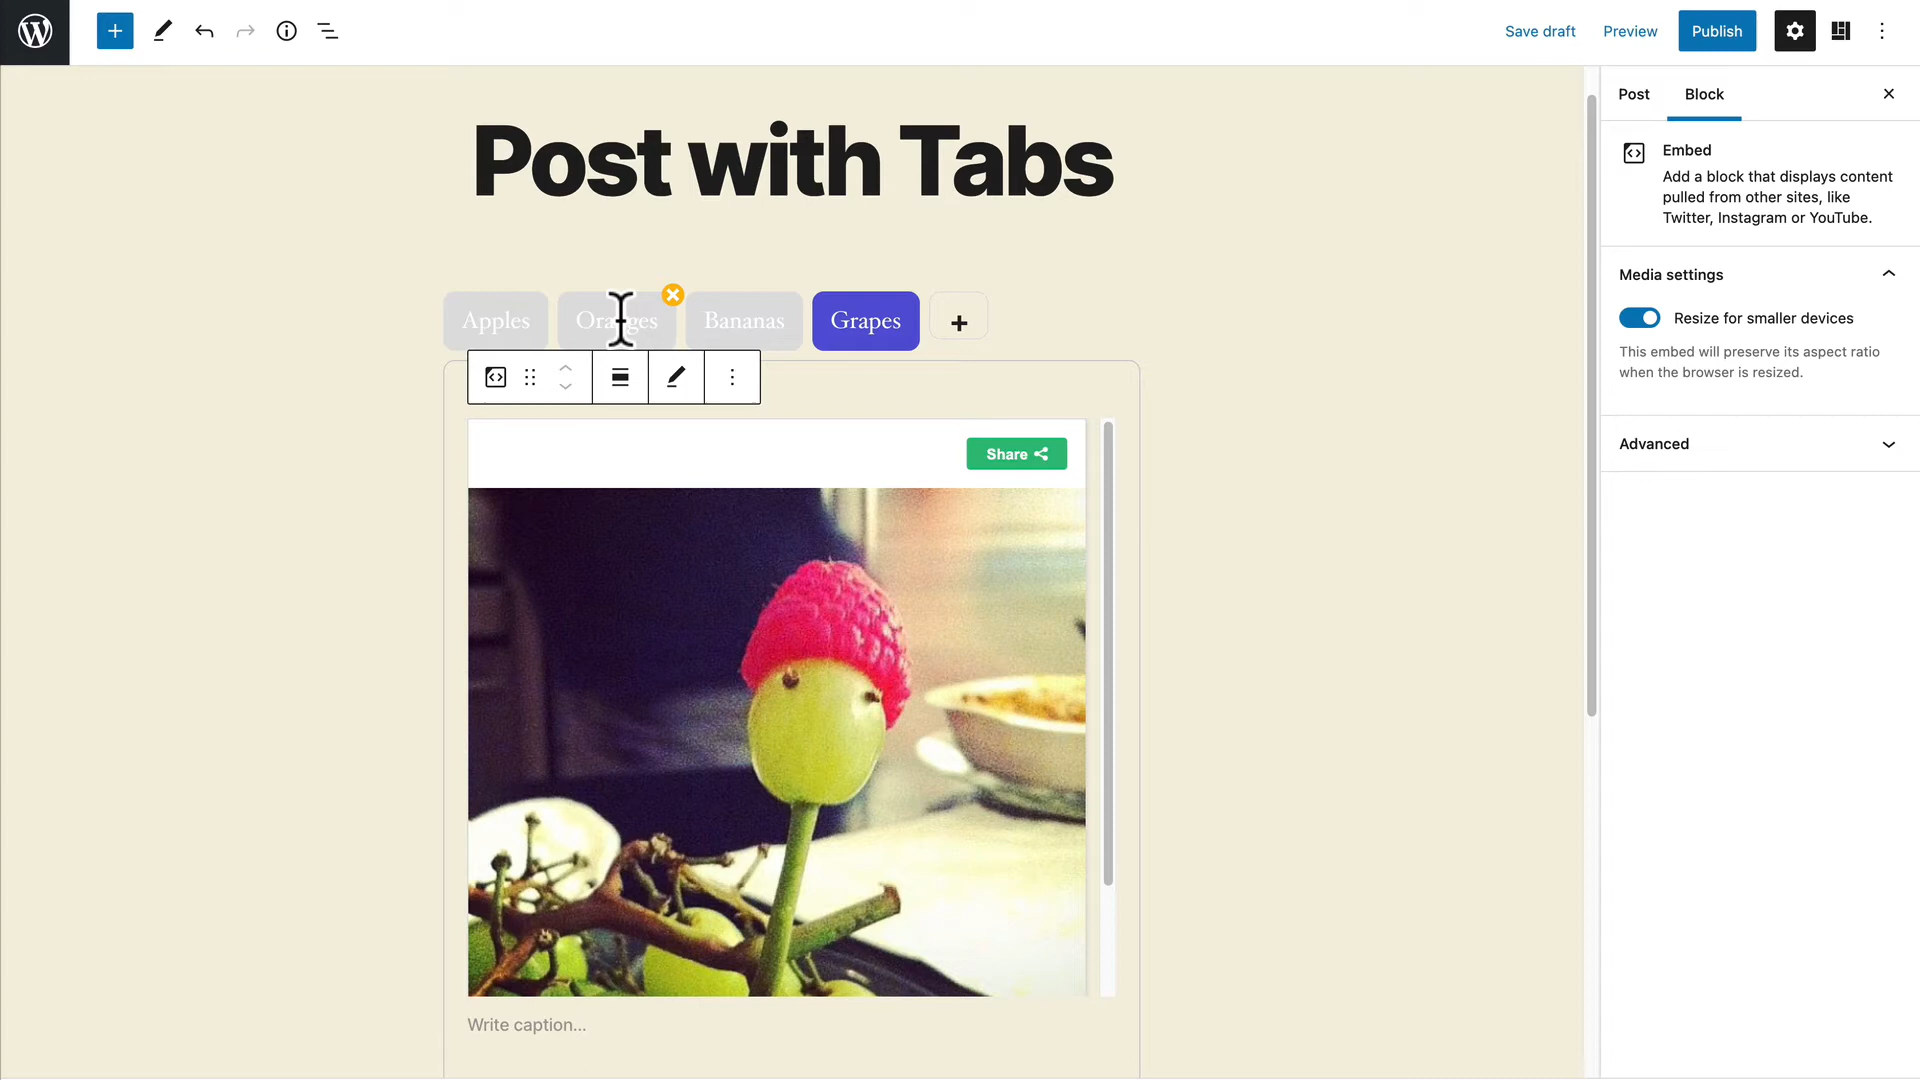 Save draft
Preview
Publish
Post
Block
Post with Tabs
Embed
Add a block that displays content
pulled from other sites, like
Twitter, Instagram or YouTube.
Media settings
Apples
Oranges
Bananas
Grapes
+
Resize for smaller devices
This embed will preserve its aspect ratio
when the browser is resized.
Share
Advanced
Write caption...